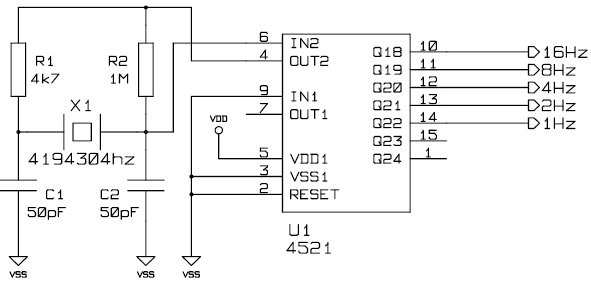 6 IN2
4 OUT2
9 IN1
7 OUT1
VDD
5 VDD1
3 VSS1
2 RESET
Q18 10 16Hz
Q19 11 8Hz
Q20 12 4Hz
Q21 13 2Hz
Q22 14 1Hz
Q23 15
Q24 1
U1
4521
R1
4k7
R2
1M
X1
4194304hz
C1
50pF
C2
50pF
VSS
VSS
VSS